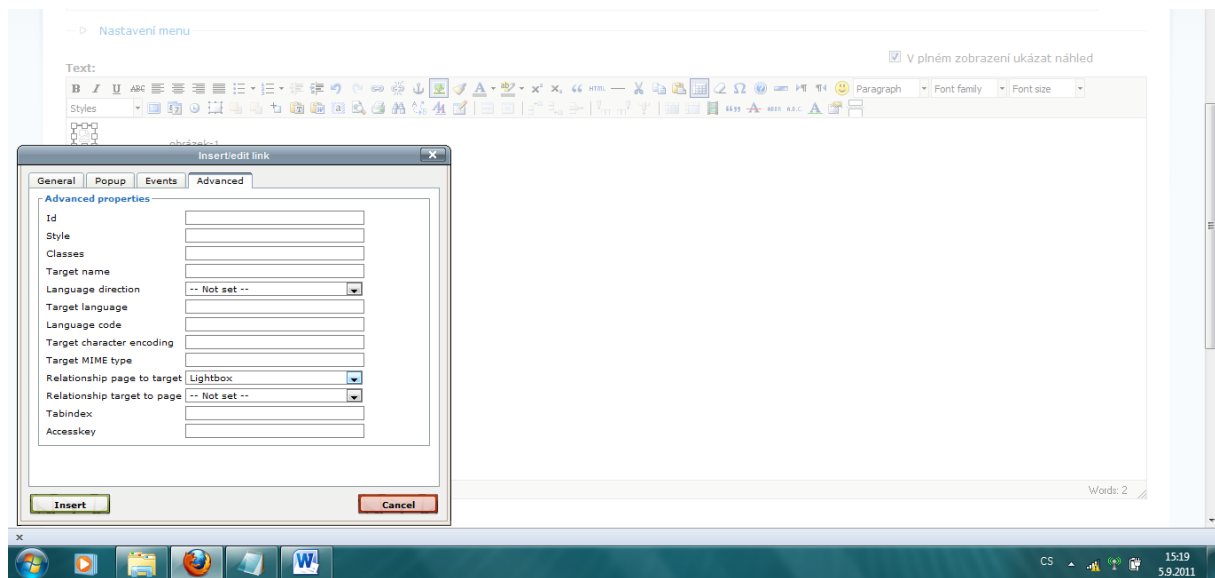 Nastavení menu
V plném zobrazení ukázat náhled
Text:
B I U ABC HTML Paragraph Font family Font size
Styles
obrázek-1
Insert/edit link
General Popup Events Advanced
Advanced properties
Id
Style
Classes
Target name
Language direction -- Not set --
Target language
Language code
Target character encoding
Target MIME type
Relationship page to target Lightbox
Relationship target to page -- Not set --
Tabindex
Accesskey
Insert Cancel
Words: 2
CS 15:19
5.9.2011